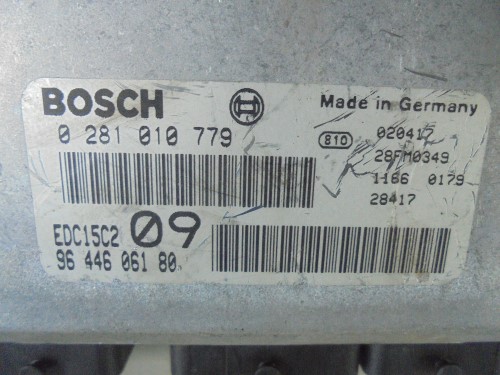 BOSCH
Made in Germany
0 281 010 779
810
020417
28FM0349
1166 0179
28417
EDC15C2 09
96 446 061 80